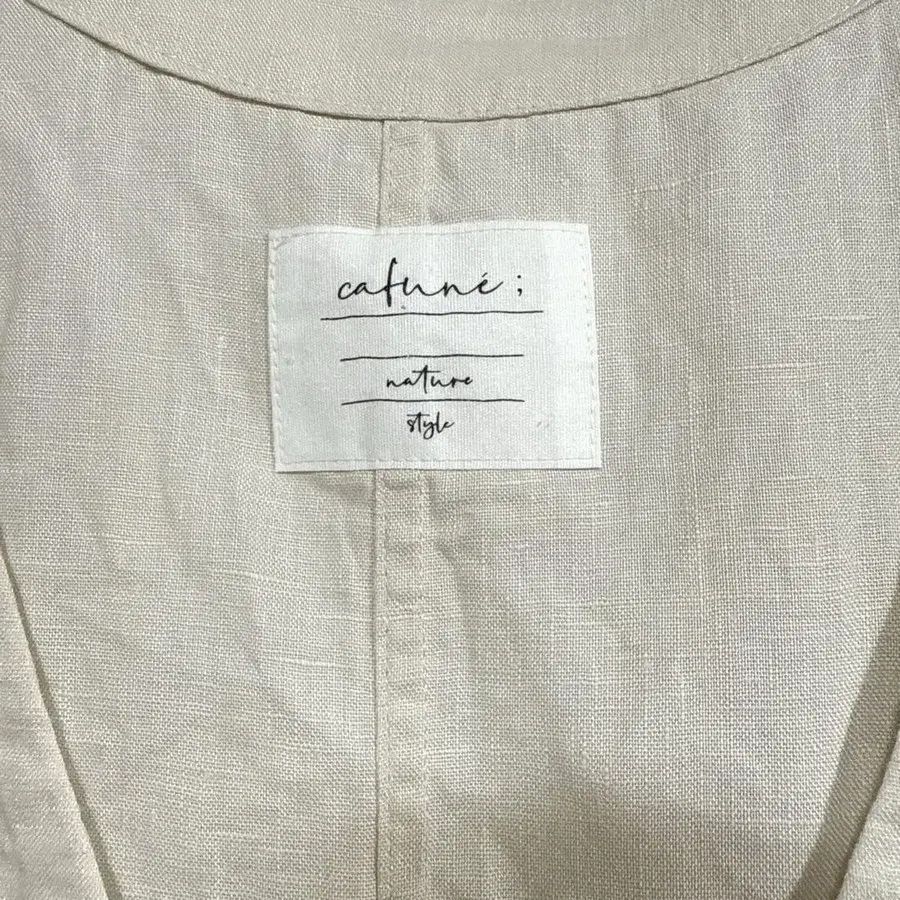 cafuné ;
nature
style